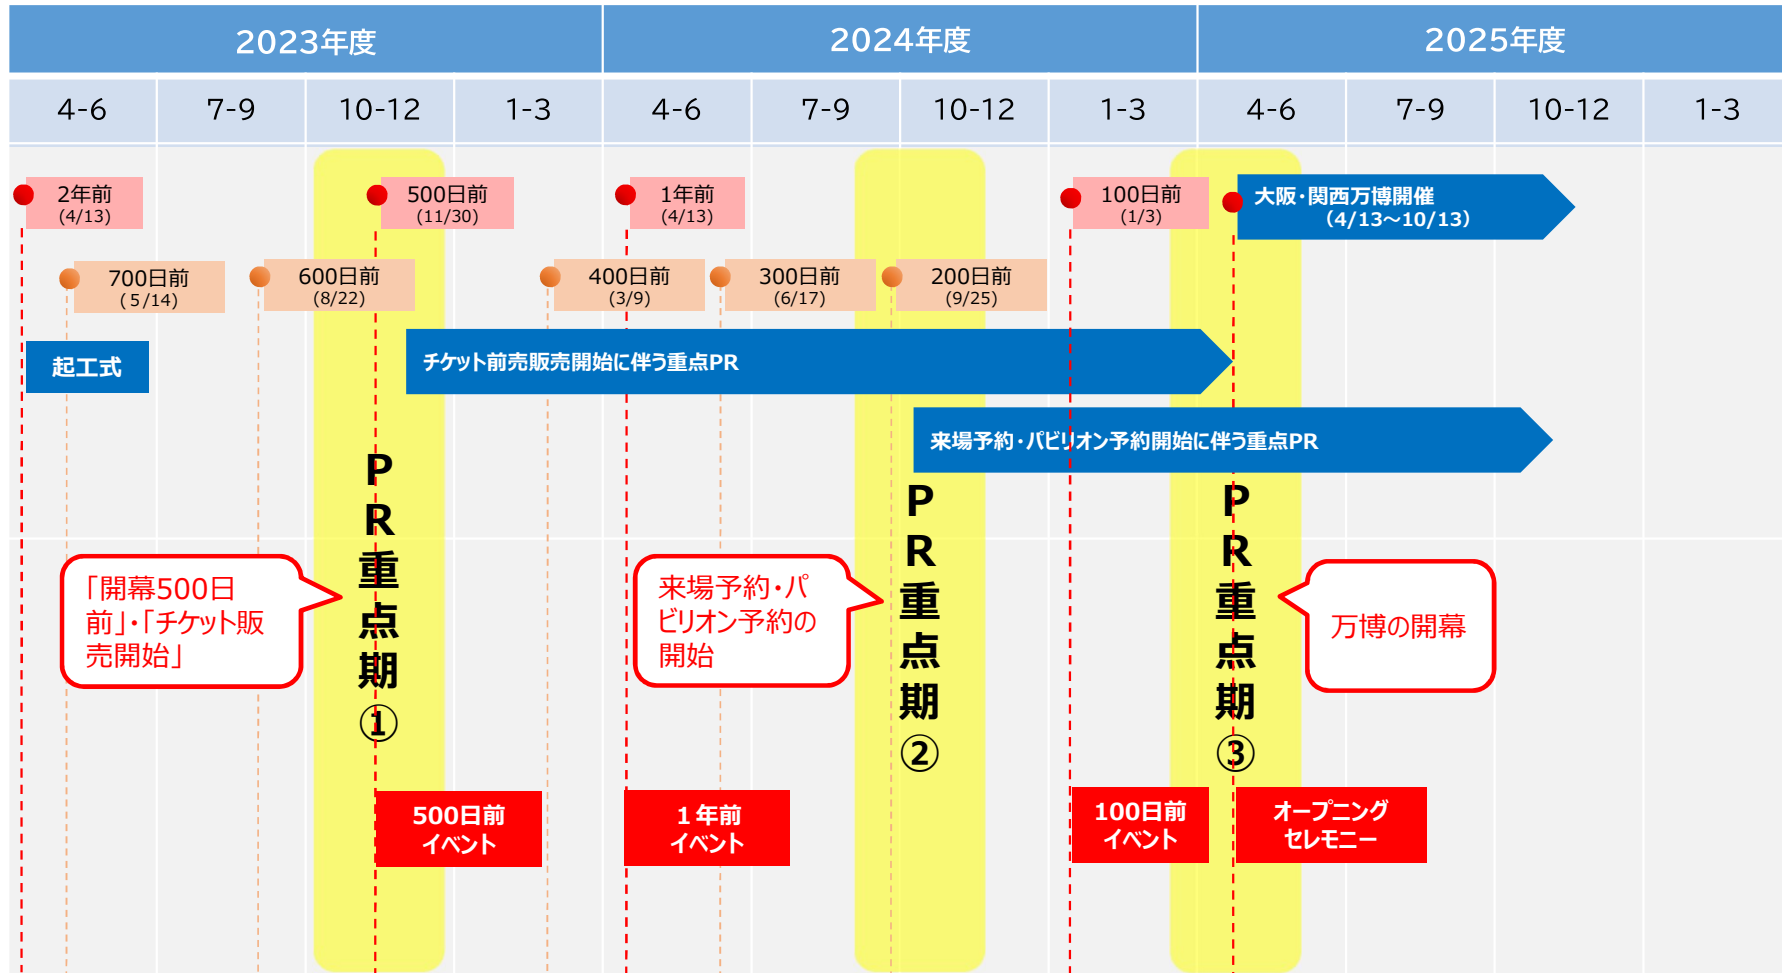 2023年度
2024年度
2025年度
4-6
7-9
10-12
1-3
4-6
7-9
10-12
1-3
4-6
7-9
10-12
1-3
2年前
(4/13)
500日前
(11/30)
1年前
(4/13)
100日前
(1/3)
大阪・関西万博開催
（4/13～10/13）
700日前
(５/14)
600日前
(8/22)
400日前
(3/9)
300日前
(6/17)
200日前
(9/25)
起工式
チケット前売販売開始に伴う重点PR
来場予約・パビリオン予約開始に伴う重点PR
PR重点期①
PR重点期②
PR重点期③
「開幕500日
前」・「チケット販
売開始」
来場予約・パ
ビリオン予約の
開始
万博の開幕
500日前
イベント
１年前
イベント
100日前
イベント
オープニング
セレモニー